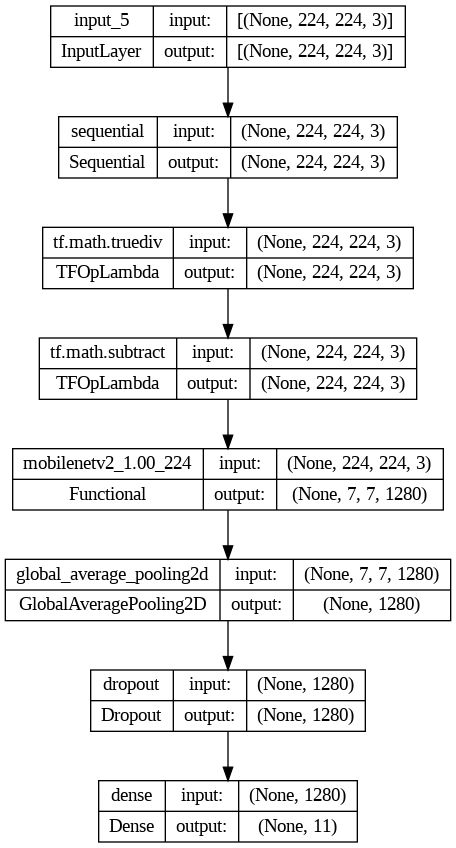 input_5 input: [(None, 224, 224, 3)]
InputLayer output: [(None, 224, 224, 3)]
sequential input: (None, 224, 224, 3)
Sequential output: (None, 224, 224, 3)
tf.math.truediv input: (None, 224, 224, 3)
TFOpLambda output: (None, 224, 224, 3)
tf.math.subtract input: (None, 224, 224, 3)
TFOpLambda output: (None, 224, 224, 3)
mobilenetv2_1.00_224 input: (None, 224, 224, 3)
Functional output: (None, 7, 7, 1280)
global_average_pooling2d input: (None, 7, 7, 1280)
GlobalAveragePooling2D output: (None, 1280)
dropout input: (None, 1280)
Dropout output: (None, 1280)
dense input: (None, 1280)
Dense output: (None, 11)